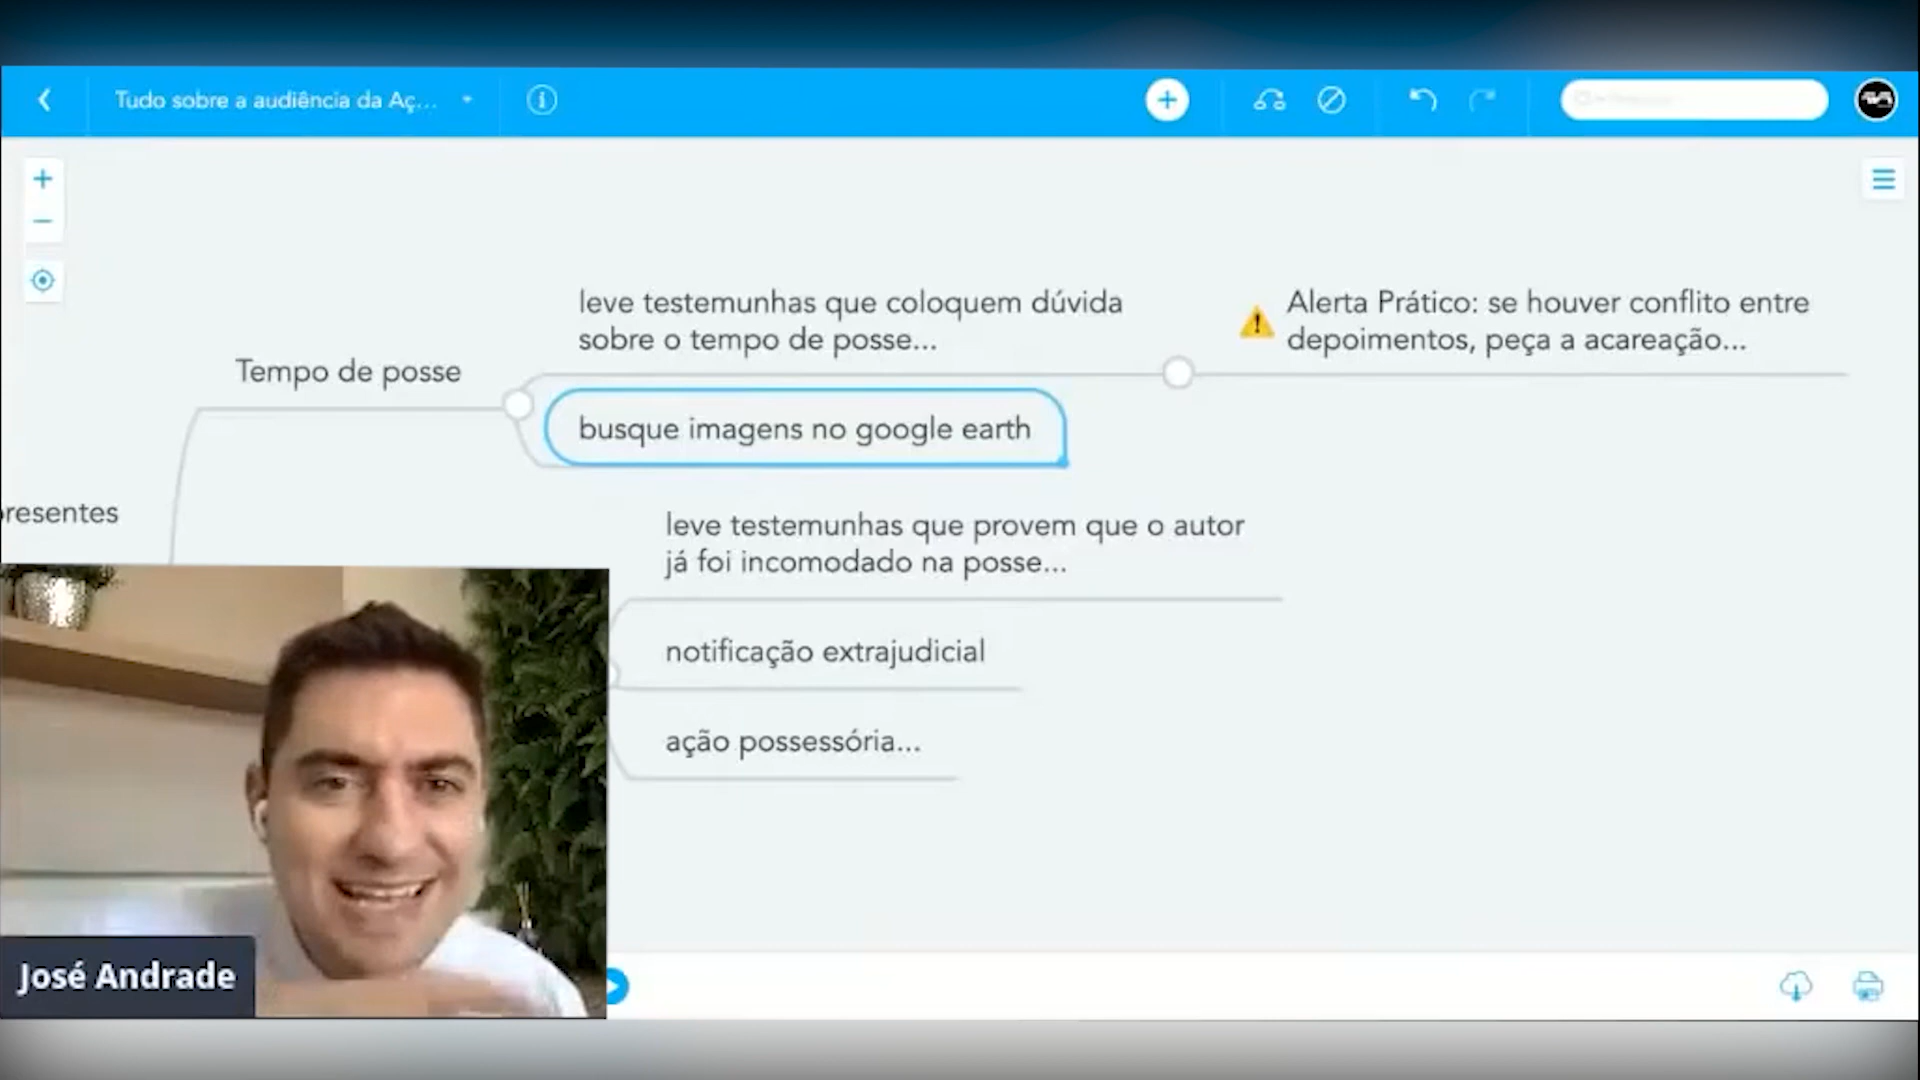 Tudo sobre a audiência da Aç...
leve testemunhas que coloquem dúvida
sobre o tempo de posse...
Alerta Prático: se houver conflito entre
depoimentos, peça a acareação...
Tempo de posse
busque imagens no google earth
resentes
leve testemunhas que provem que o autor
já foi incomodado na posse...
notificação extrajudicial
ação possessória...
José Andrade